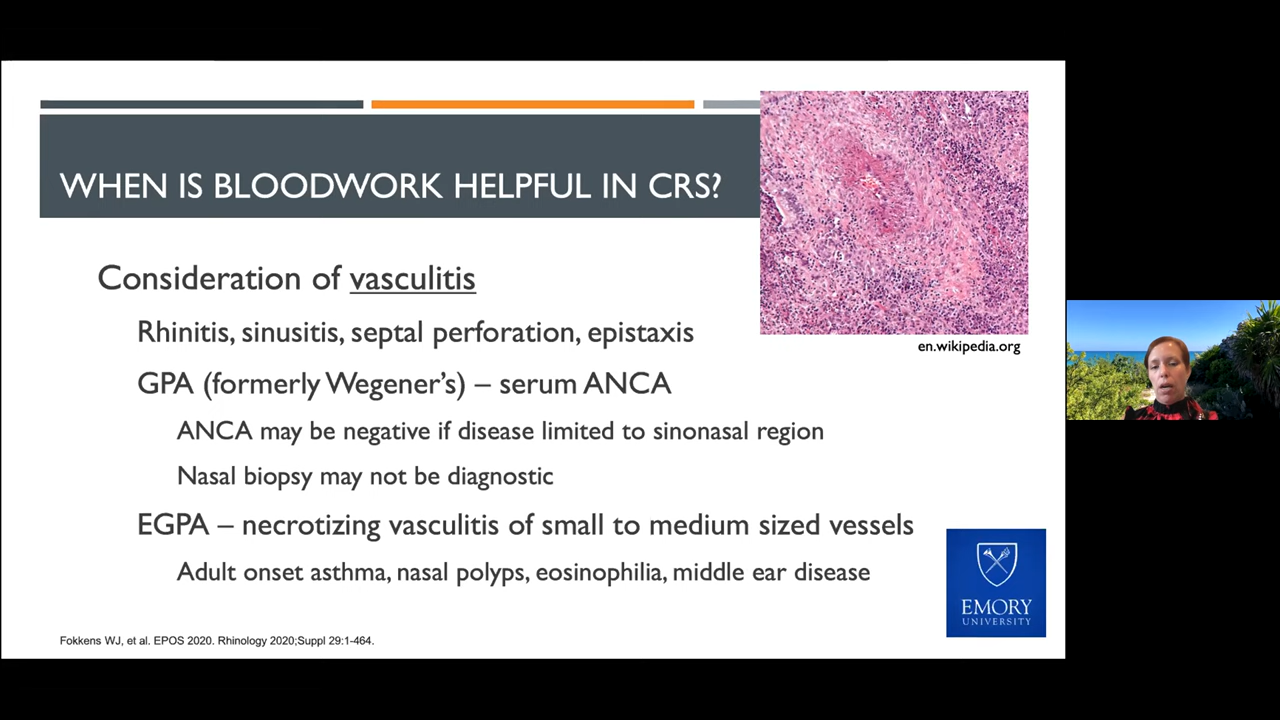 WHEN IS BLOODWORK HELPFUL IN CRS?
en.wikipedia.org
Consideration of vasculitis
Rhinitis, sinusitis, septal perforation, epistaxis
GPA (formerly Wegener’s) – serum ANCA
ANCA may be negative if disease limited to sinonasal region
Nasal biopsy may not be diagnostic
EGPA – necrotizing vasculitis of small to medium sized vessels
Adult onset asthma, nasal polyps, eosinophilia, middle ear disease
EMORY
UNIVERSITY
Fokkens WJ, et al. EPOS 2020. Rhinology 2020;Suppl 29:1-464.